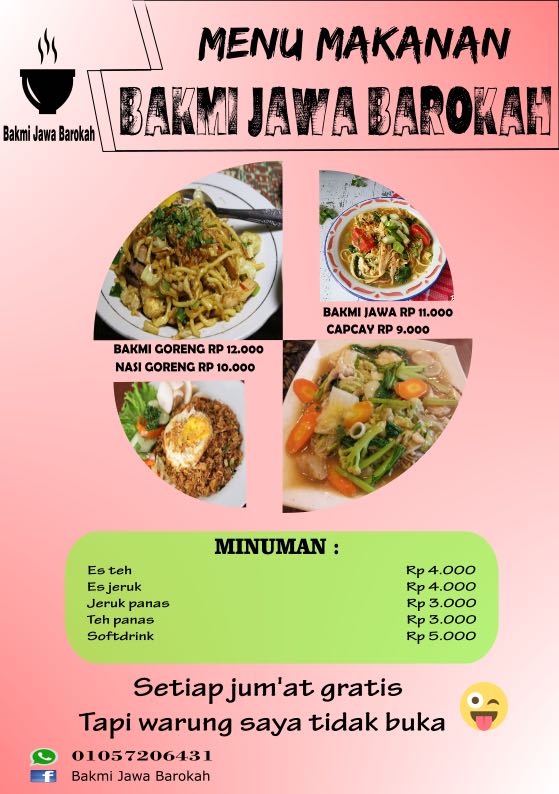 MENU MAKANAN
Bakmi Jawa Barokah
BAKMI JAWA BAROKAH
BAKMI JAWA RP 11.000
CAPCAY RP 9.000
BAKMI GORENG RP 12.000
NASI GORENG RP 10.000
MINUMAN :
Es teh Rp 4.000
Es jeruk Rp 4.000
Jeruk panas Rp 3.000
Teh panas Rp 3.000
Softdrink Rp 5.000
Setiap jum'at gratis
Tapi warung saya tidak buka
01057206431
Bakmi Jawa Barokah